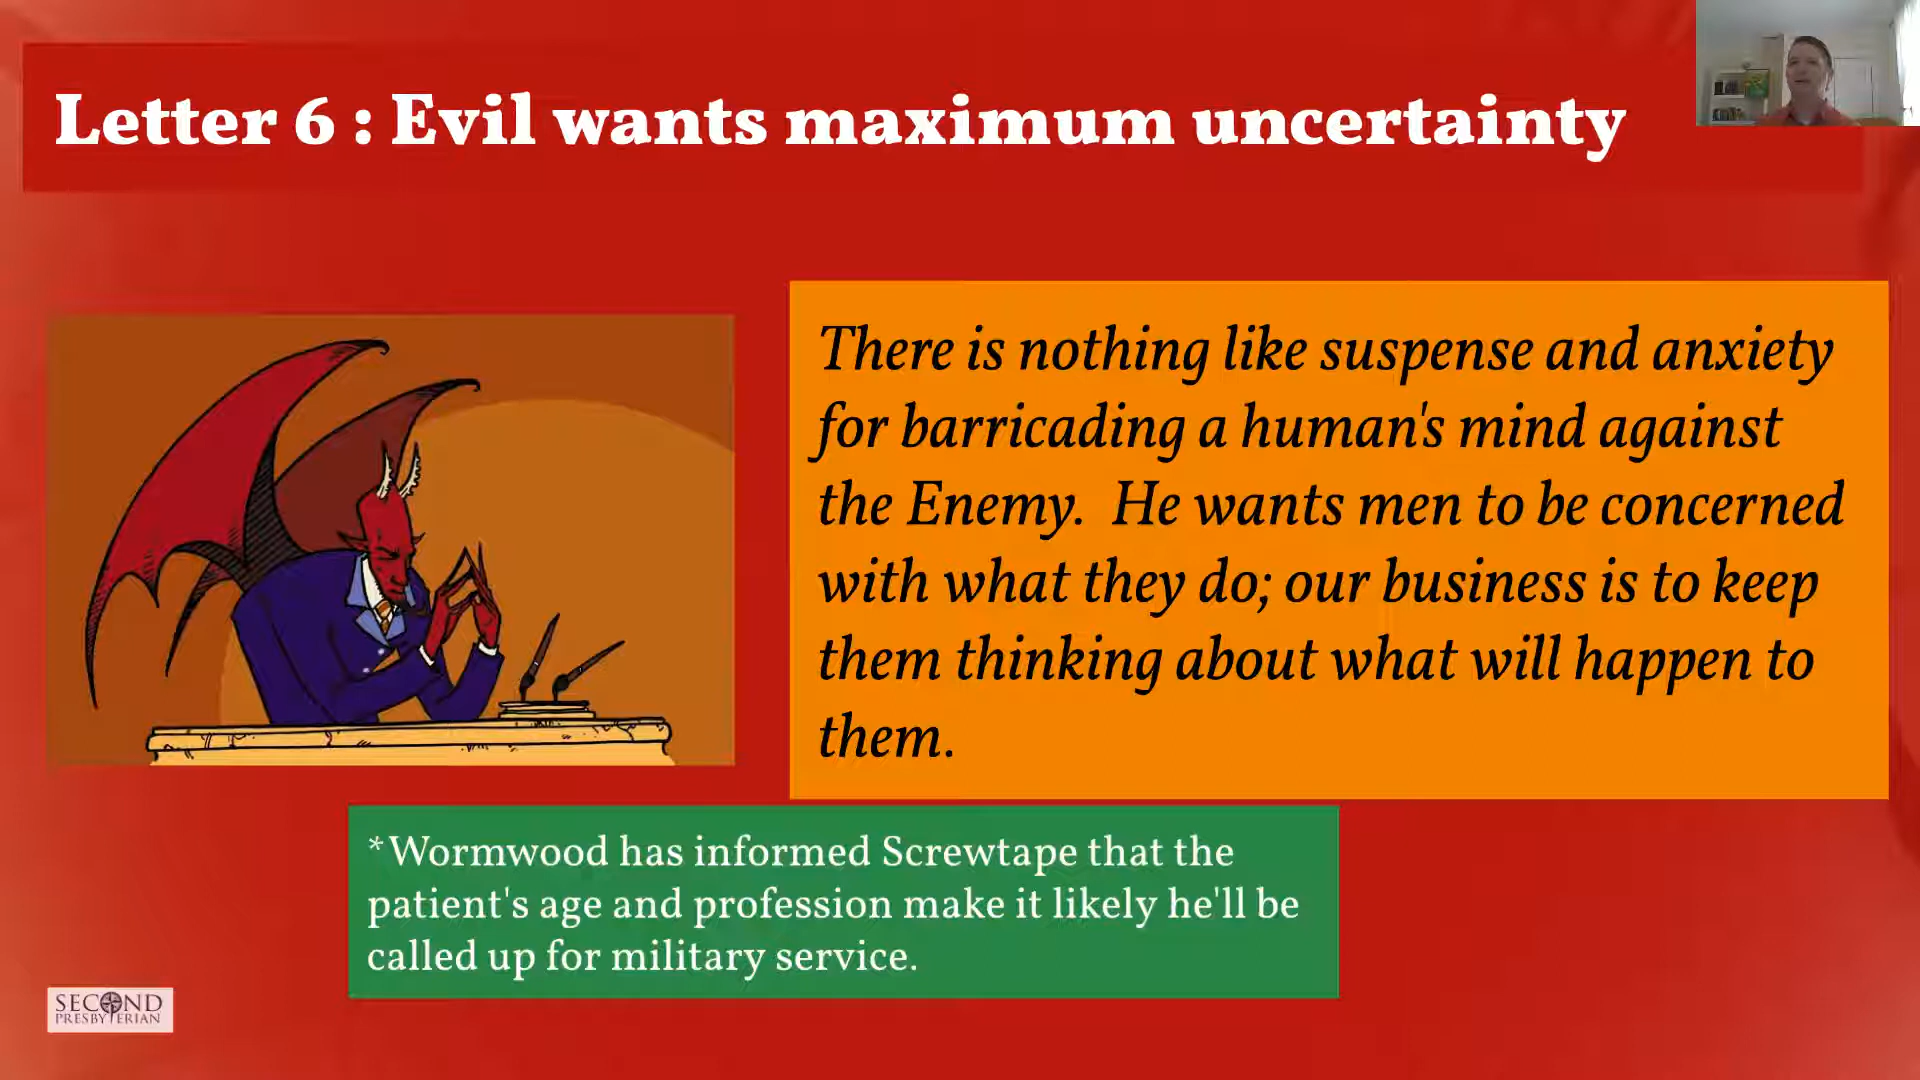 Letter 6 : Evil wants maximum uncertainty
There is nothing like suspense and anxiety
for barricading a human's mind against
the Enemy.  He wants men to be concerned
with what they do; our business is to keep
them thinking about what will happen to
them.
*Wormwood has informed Screwtape that the
patient's age and profession make it likely he'll be
called up for military service.
SECOND
PRESBYTERIAN